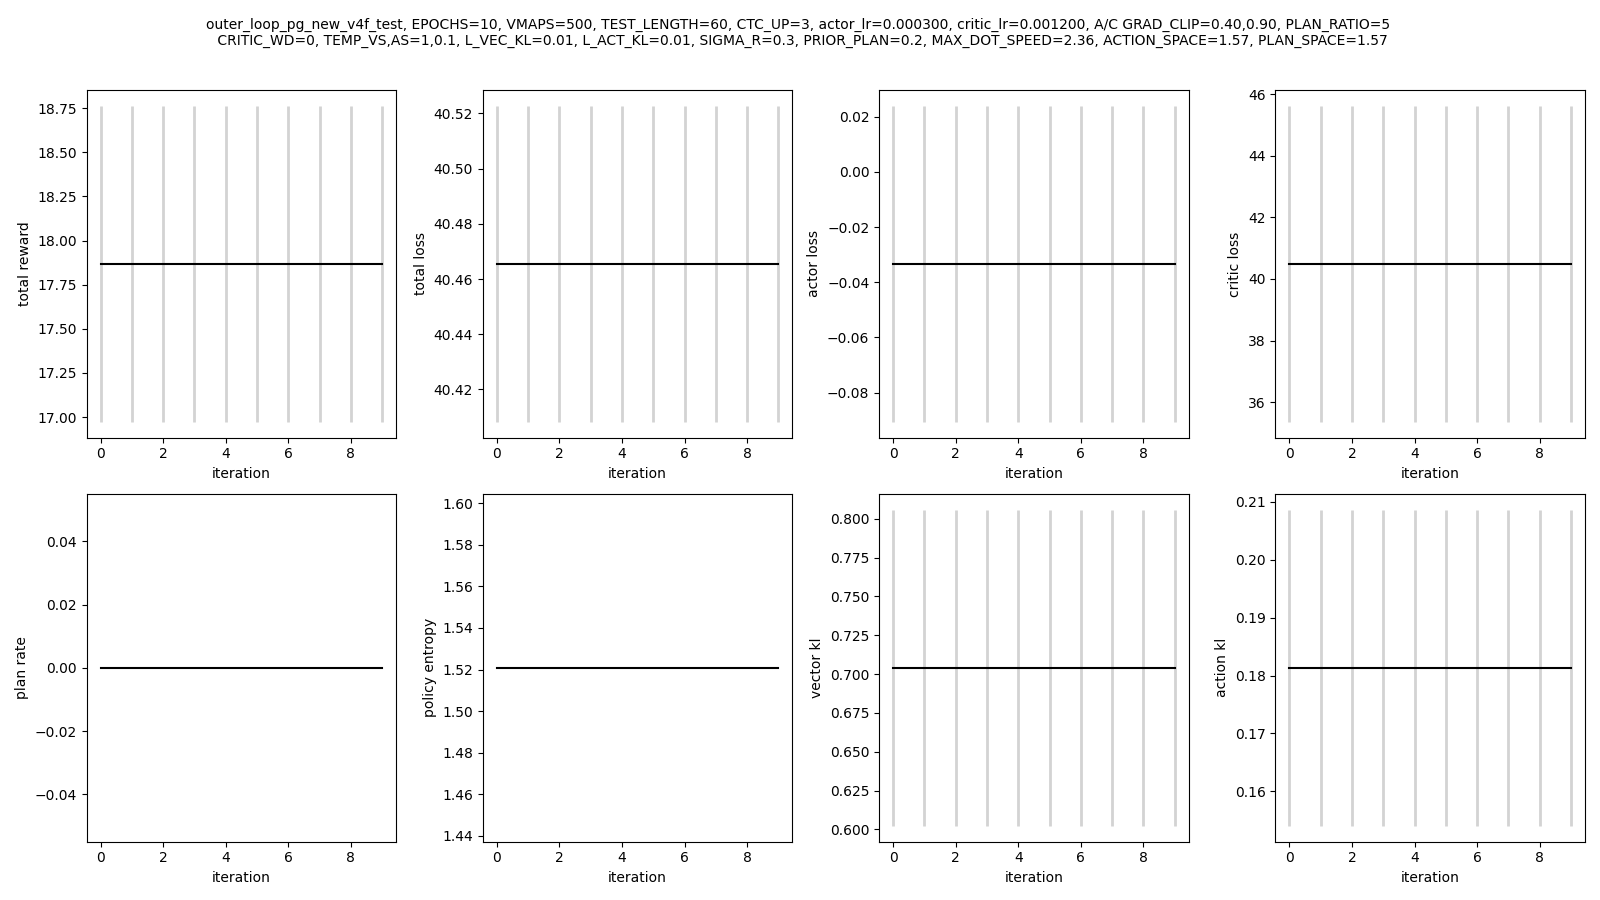 outer_loop_pg_new_v4f_test, EPOCHS=10, VMAPS=500, TEST_LENGTH=60, CTC_UP=3, actor_lr=0.000300, critic_lr=0.001200, A/C GRAD_CLIP=0.40,0.90, PLAN_RATIO=5
CRITIC_WD=0, TEMP_VS,AS=1,0.1, L_VEC_KL=0.01, L_ACT_KL=0.01, SIGMA_R=0.3, PRIOR_PLAN=0.2, MAX_DOT_SPEED=2.36, ACTION_SPACE=1.57, PLAN_SPACE=1.57
total reward
18.75
18.50
18.25
18.00
17.75
17.50
17.25
17.00
0 2 4 6 8
iteration
total loss
40.52
40.50
40.48
40.46
40.44
40.42
0 2 4 6 8
iteration
actor loss
0.02
0.00
−0.02
−0.04
−0.06
−0.08
0 2 4 6 8
iteration
critic loss
46
44
42
40
38
36
0 2 4 6 8
iteration
plan rate
0.04
0.02
0.00
−0.02
−0.04
0 2 4 6 8
iteration
policy entropy
1.60
1.58
1.56
1.54
1.52
1.50
1.48
1.46
1.44
0 2 4 6 8
iteration
vector kl
0.800
0.775
0.750
0.725
0.700
0.675
0.650
0.625
0.600
0 2 4 6 8
iteration
action kl
0.21
0.20
0.19
0.18
0.17
0.16
0 2 4 6 8
iteration